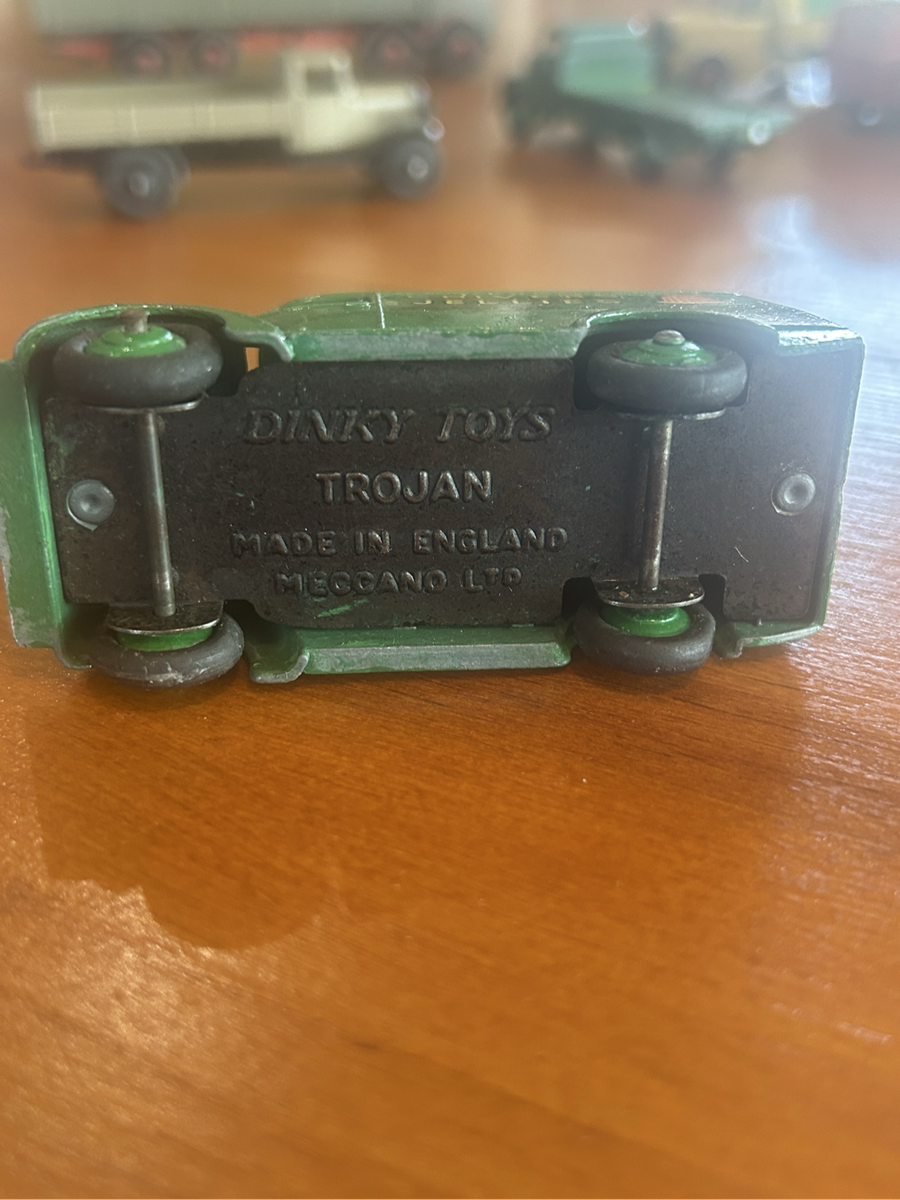 DINKY TOYS
TROJAN
MADE IN ENGLAND
MECCANO LTD